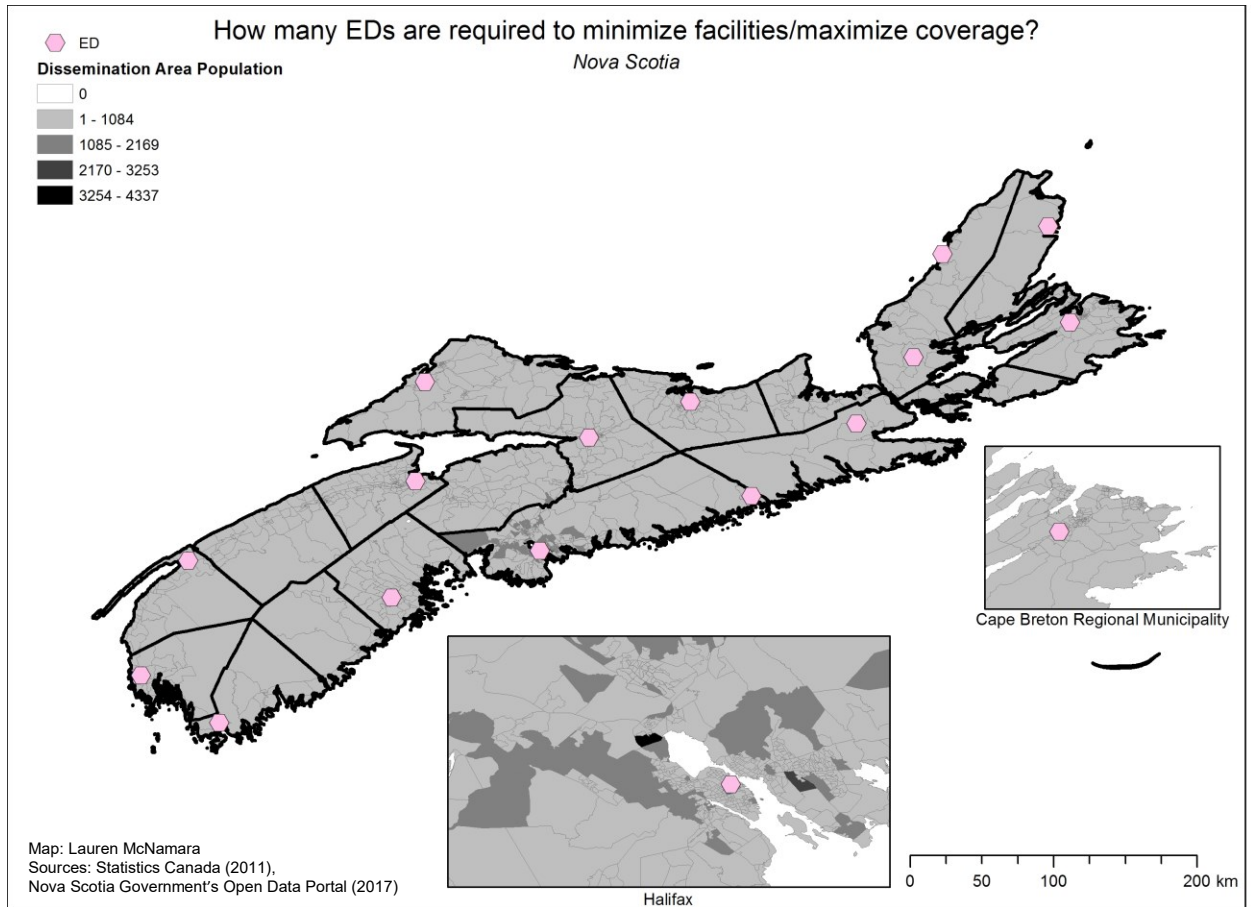 How many EDs are required to minimize facilities/maximize coverage?
Nova Scotia
ED
Dissemination Area Population
0
1 - 1084
1085 - 2169
2170 - 3253
3254 - 4337
Cape Breton Regional Municipality
Halifax
Map: Lauren McNamara
Sources: Statistics Canada (2011),
Nova Scotia Government's Open Data Portal (2017)
0 50 100 200 km